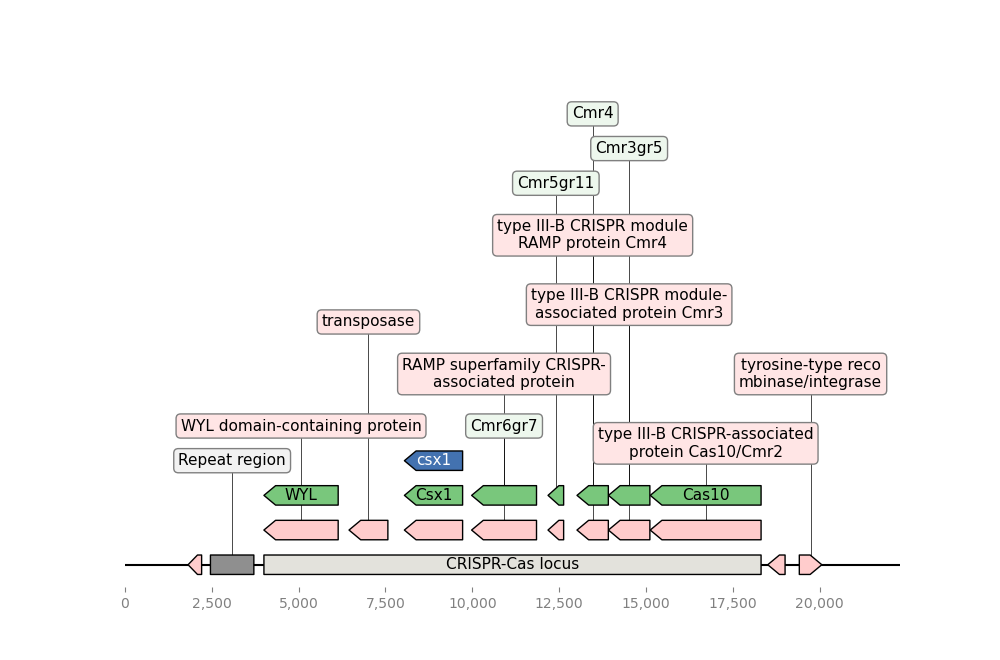 Cmr4
Cmr3gr5
Cmr5gr11
type III-B CRISPR module
RAMP protein Cmr4
type III-B CRISPR module-
associated protein Cmr3
transposase
RAMP superfamily CRISPR-
associated protein
tyrosine-type reco
mbinase/integrase
WYL domain-containing protein
Cmr6gr7
type III-B CRISPR-associated
protein Cas10/Cmr2
Repeat region
csx1
WYL
Csx1
Cas10
CRISPR-Cas locus
0 2,500 5,000 7,500 10,000 12,500 15,000 17,500 20,000